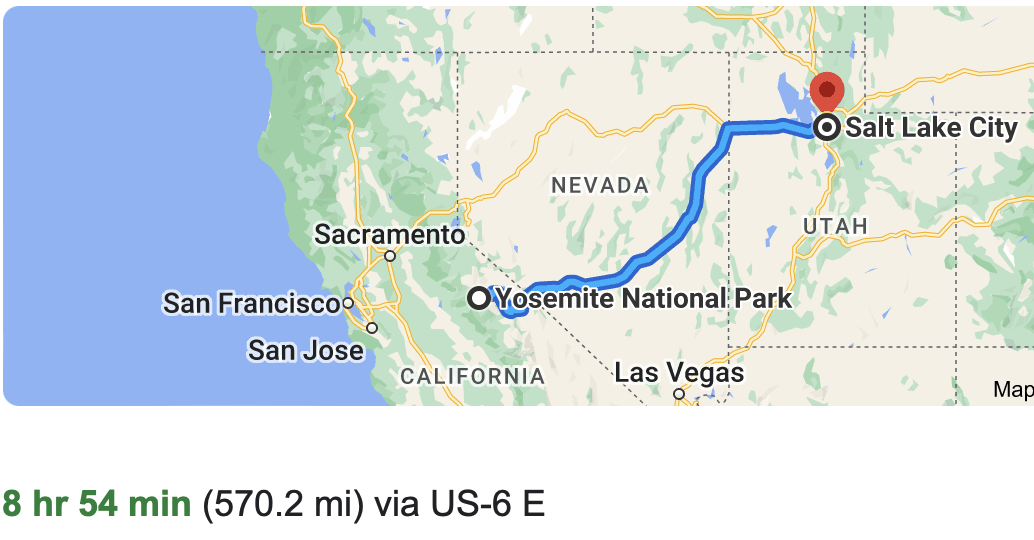 Salt Lake City
NEVADA
UTAH
Sacramento
Yosemite National Park
San Francisco
San Jose
Las Vegas
CALIFORNIA
Map
8 hr 54 min (570.2 mi) via US-6 E